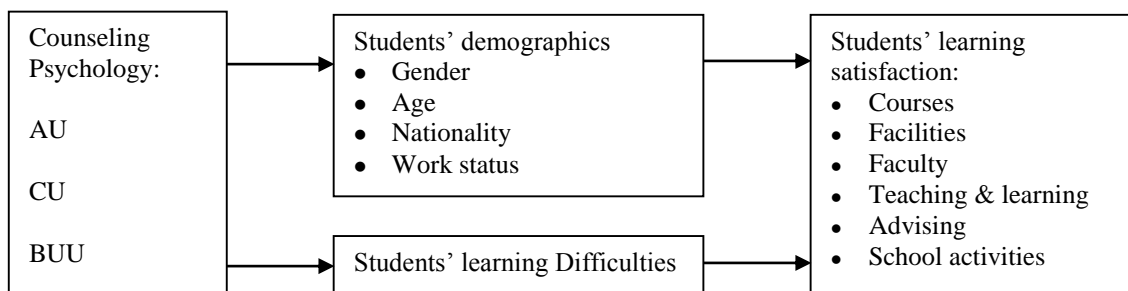 Counseling
Psychology:
AU
CU
BUU
Students’ demographics
● Gender
● Age
● Nationality
● Work status
Students’ learning Difficulties
Students’ learning
satisfaction:
● Courses
● Facilities
● Faculty
● Teaching & learning
● Advising
● School activities